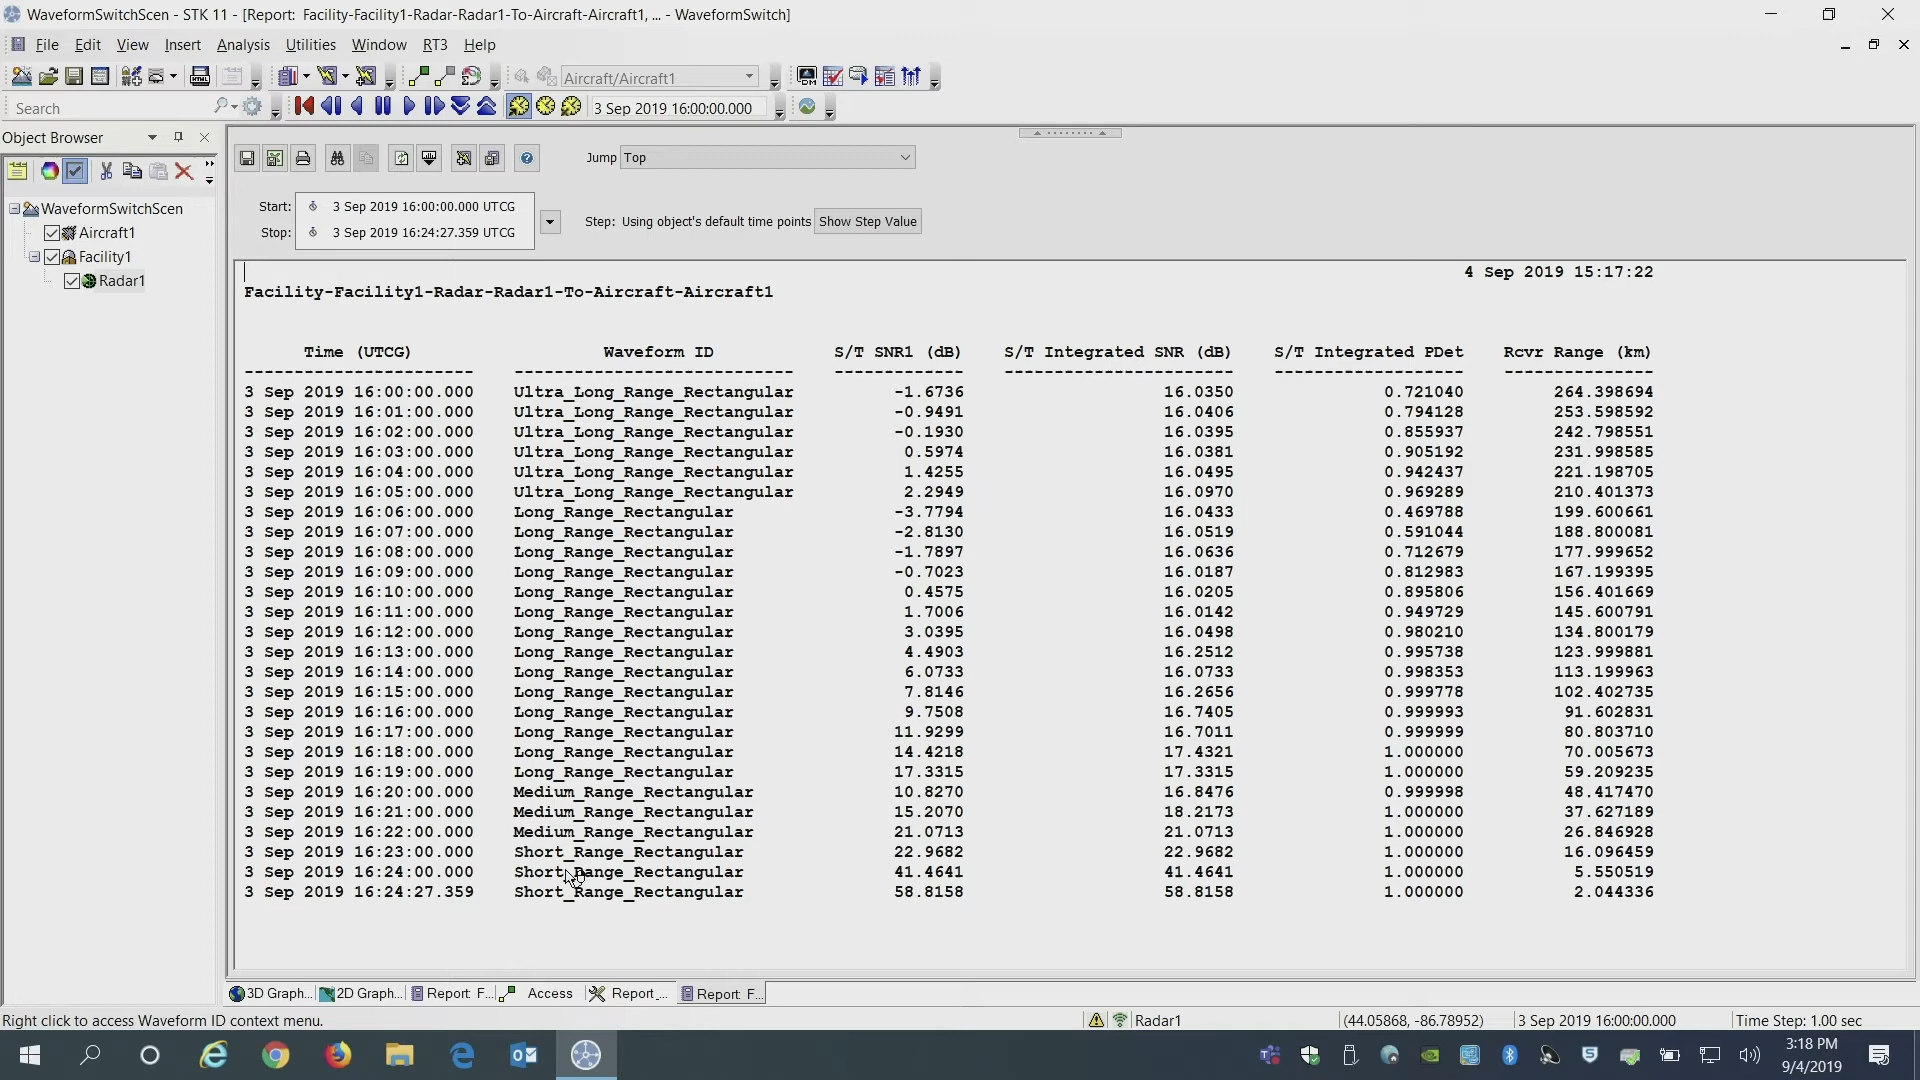 WaveformSwitchScen - STK 11 - [Report: Facility-Facility1-Radar-Radar1-To-Aircraft-Aircraft1, ... - WaveformSwitch]
File Edit View Insert Analysis Utilities Window RT3 Help
Aircraft/Aircraft1
Search 3 Sep 2019 16:00:00.000
Object Browser
WaveformSwitchScen
Aircraft1
Facility1
Radar1
Jump Top
Start: 3 Sep 2019 16:00:00.000 UTCG
Stop: 3 Sep 2019 16:24:27.359 UTCG
Step: Using object's default time points Show Step Value
4 Sep 2019 15:17:22
Facility-Facility1-Radar-Radar1-To-Aircraft-Aircraft1
Time (UTCG) Waveform ID S/T SNR1 (dB) S/T Integrated SNR (dB) S/T Integrated PDet Rcvr Range (km)
----------------------- ---------------------------- ------------- ----------------------- ------------------- ---------------
3 Sep 2019 16:00:00.000 Ultra_Long_Range_Rectangular -1.6736 16.0350 0.721040 264.398694
3 Sep 2019 16:01:00.000 Ultra_Long_Range_Rectangular -0.9491 16.0406 0.794128 253.598592
3 Sep 2019 16:02:00.000 Ultra_Long_Range_Rectangular -0.1930 16.0395 0.855937 242.798551
3 Sep 2019 16:03:00.000 Ultra_Long_Range_Rectangular 0.5974 16.0381 0.905192 231.998585
3 Sep 2019 16:04:00.000 Ultra_Long_Range_Rectangular 1.4255 16.0495 0.942437 221.198705
3 Sep 2019 16:05:00.000 Ultra_Long_Range_Rectangular 2.2949 16.0970 0.969289 210.401373
3 Sep 2019 16:06:00.000 Long_Range_Rectangular -3.7794 16.0433 0.469788 199.600661
3 Sep 2019 16:07:00.000 Long_Range_Rectangular -2.8130 16.0519 0.591044 188.800081
3 Sep 2019 16:08:00.000 Long_Range_Rectangular -1.7897 16.0636 0.712679 177.999652
3 Sep 2019 16:09:00.000 Long_Range_Rectangular -0.7023 16.0187 0.812983 167.199395
3 Sep 2019 16:10:00.000 Long_Range_Rectangular 0.4575 16.0205 0.895806 156.401669
3 Sep 2019 16:11:00.000 Long_Range_Rectangular 1.7006 16.0142 0.949729 145.600791
3 Sep 2019 16:12:00.000 Long_Range_Rectangular 3.0395 16.0498 0.980210 134.800179
3 Sep 2019 16:13:00.000 Long_Range_Rectangular 4.4903 16.2512 0.995738 123.999881
3 Sep 2019 16:14:00.000 Long_Range_Rectangular 6.0733 16.0733 0.998353 113.199963
3 Sep 2019 16:15:00.000 Long_Range_Rectangular 7.8146 16.2656 0.999778 102.402735
3 Sep 2019 16:16:00.000 Long_Range_Rectangular 9.7508 16.7405 0.999993 91.602831
3 Sep 2019 16:17:00.000 Long_Range_Rectangular 11.9299 16.7011 0.999999 80.803710
3 Sep 2019 16:18:00.000 Long_Range_Rectangular 14.4218 17.4321 1.000000 70.005673
3 Sep 2019 16:19:00.000 Long_Range_Rectangular 17.3315 17.3315 1.000000 59.209235
3 Sep 2019 16:20:00.000 Medium_Range_Rectangular 10.8270 16.8476 0.999998 48.417470
3 Sep 2019 16:21:00.000 Medium_Range_Rectangular 15.2070 18.2173 1.000000 37.627189
3 Sep 2019 16:22:00.000 Medium_Range_Rectangular 21.0713 21.0713 1.000000 26.846928
3 Sep 2019 16:23:00.000 Short_Range_Rectangular 22.9682 22.9682 1.000000 16.096459
3 Sep 2019 16:24:00.000 Short_Range_Rectangular 41.4641 41.4641 1.000000 5.550519
3 Sep 2019 16:24:27.359 Short_Range_Rectangular 58.8158 58.8158 1.000000 2.044336
3D Graph... 2D Graph... Report: F... Access Report ... Report: F...
Right click to access Waveform ID context menu. Radar1 (44.05868, -86.78952) 3 Sep 2019 16:00:00.000 Time Step: 1.00 sec
3:18 PM
9/4/2019